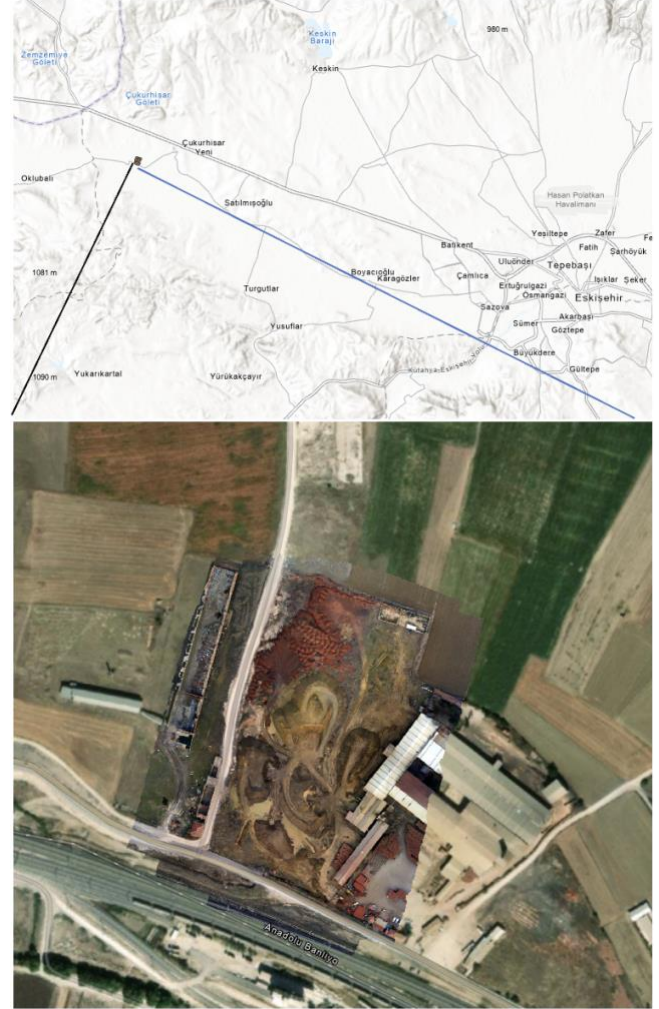 Keskin
Barajı
980 m
Zemzemiye
Göleti
Keskin
Çukurhisar
Göleti
Çukurhisar
Yeni
Oklubalı
Satılmışoğlu
Hasan Polatkan
Havalimanı
Yeşiltepe
Zafer
Fe
Batıkent
Fatih
Şarhöyük
Uluönder
Tepebaşı
1081 m
Boyacıoğlu
Karagözler
Çamlıca
Işıklar
Şeker
Turgutlar
Ertuğrulgazi
Osmangazi
Eskişehir
Sazova
Akarbaşı
Yusuflar
Sümer
Göztepe
Büyükdere
1090 m
Yukarıkartal
Yürükakçayır
Gültepe
Anadolu Banliyo